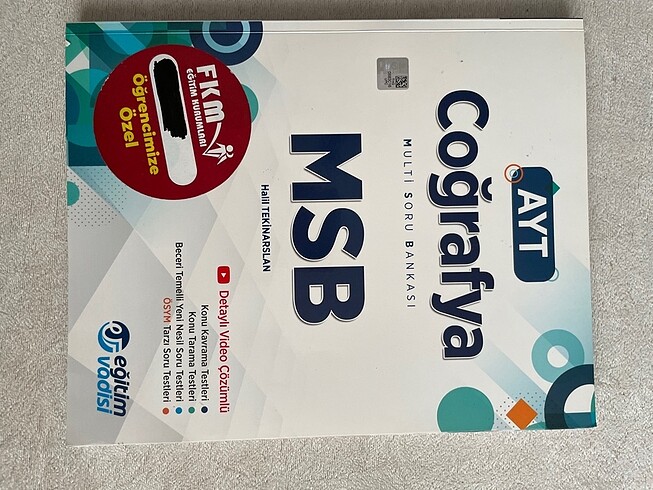 AYT
Coğrafya
MULTİ SORU BANKASI
MSB
Halil TEKİNARSLAN
FKM
EĞİTİM KURUMLARI
Öğrencimize
Özel
Detaylı Video Çözümlü
Konu Kavrama Testleri
Konu Tarama Testleri
Beceri Temelli Yeni Nesil Soru Testleri
ÖSYM Tarzı Soru Testleri
eğitim
vadisi